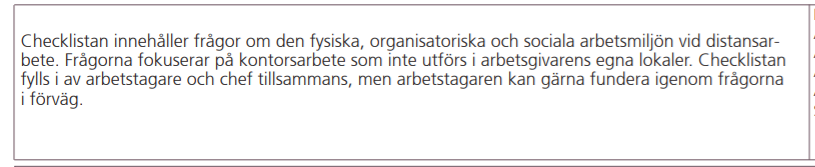 Checklistan innehåller frågor om den fysiska, organisatoriska och sociala arbetsmiljön vid distansar-
bete. Frågorna fokuserar på kontorsarbete som inte utförs i arbetsgivarens egna lokaler. Checklistan
fylls i av arbetstagare och chef tillsammans, men arbetstagaren kan gärna fundera igenom frågorna
i förväg.